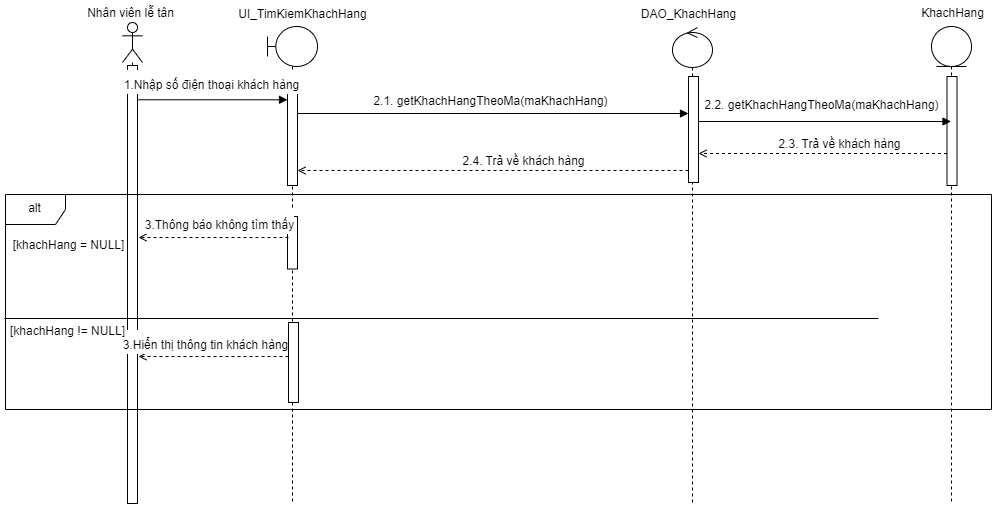 Nhân viên lễ tân
UI_TimKiemKhachHang
DAO_KhachHang
KhachHang
1.Nhập số điện thoại khách hàng
2.1. getKhachHangTheoMa(maKhachHang)
2.2. getKhachHangTheoMa(maKhachHang)
2.3. Trả về khách hàng
2.4. Trả về khách hàng
alt
3.Thông báo không tìm thấy
[khachHang = NULL]
[khachHang != NULL]
3.Hiển thị thông tin khách hàng